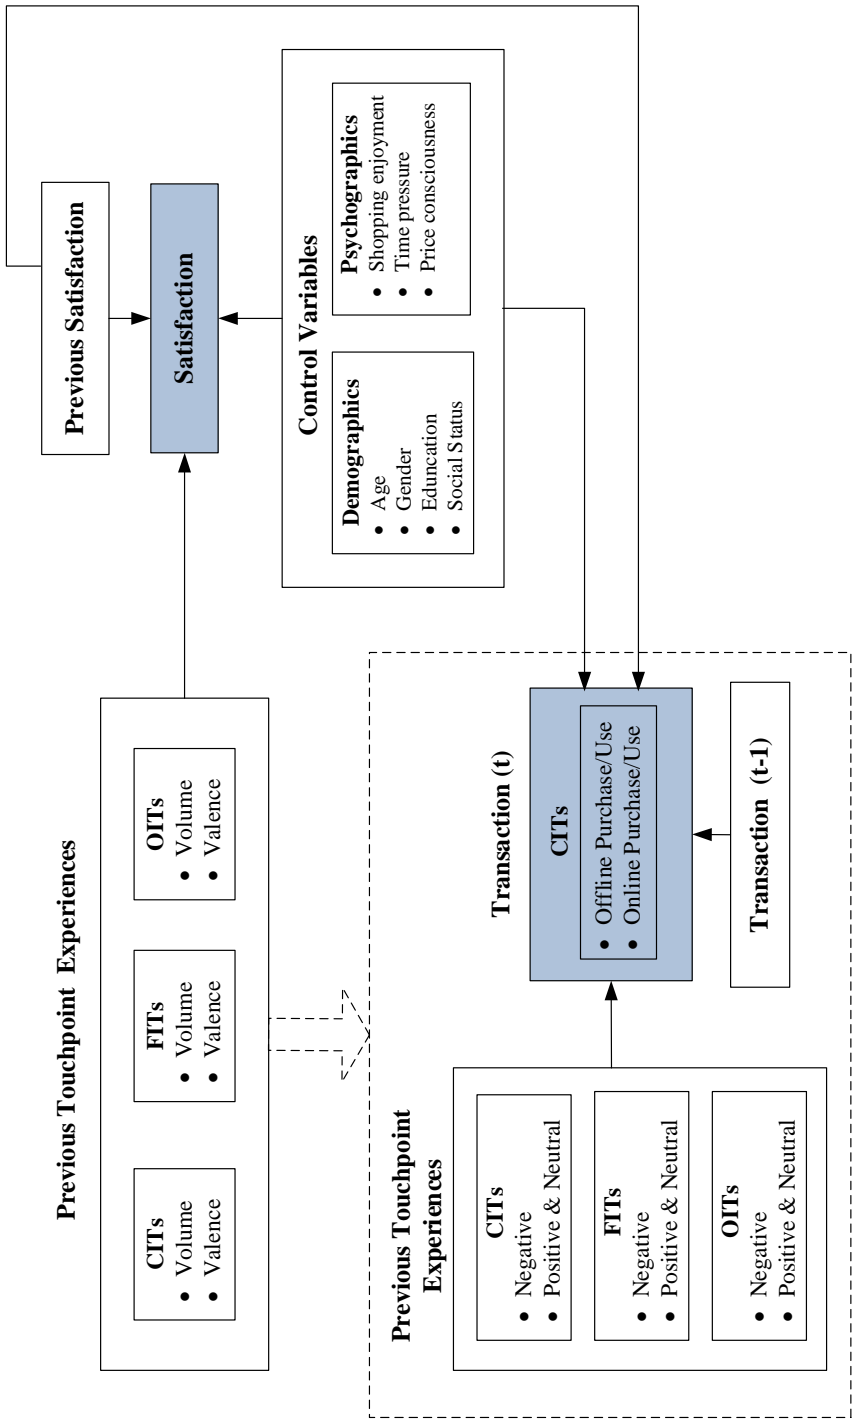 Previous Touchpoint Experiences
CITs
• Volume
• Valence
FITs
• Volume
• Valence
OITs
• Volume
• Valence
Previous Satisfaction
Satisfaction
Control Variables
Demographics
• Age
• Gender
• Eduncation
• Social Status
Psychographics
• Shopping enjoyment
• Time pressure
• Price consciousness
Previous Touchpoint
Experiences
CITs
• Negative
• Positive & Neutral
FITs
• Negative
• Positive & Neutral
OITs
• Negative
• Positive & Neutral
Transaction (t)
CITs
• Offline Purchase/Use
• Online Purchase/Use
Transaction (t-1)